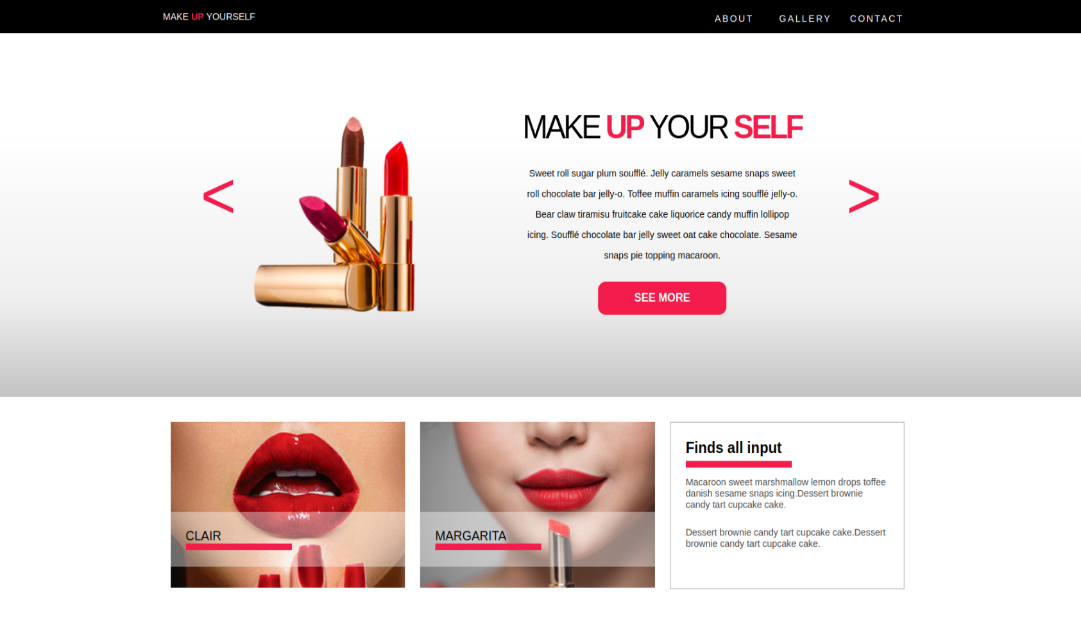 MAKE UP YOURSELF
ABOUT GALLERY CONTACT
MAKE UP YOUR SELF
Sweet roll sugar plum soufflé. Jelly caramels sesame snaps sweet
roll chocolate bar jelly-o. Toffee muffin caramels icing soufflé jelly-o.
Bear claw tiramisu fruitcake cake liquorice candy muffin lollipop
icing. Soufflé chocolate bar jelly sweet oat cake chocolate. Sesame
snaps pie topping macaroon.
< >
SEE MORE
CLAIR
MARGARITA
Finds all input
Macaroon sweet marshmallow lemon drops toffee
danish sesame snaps icing.Dessert brownie
candy tart cupcake cake.
Dessert brownie candy tart cupcake cake.Dessert
brownie candy tart cupcake cake.